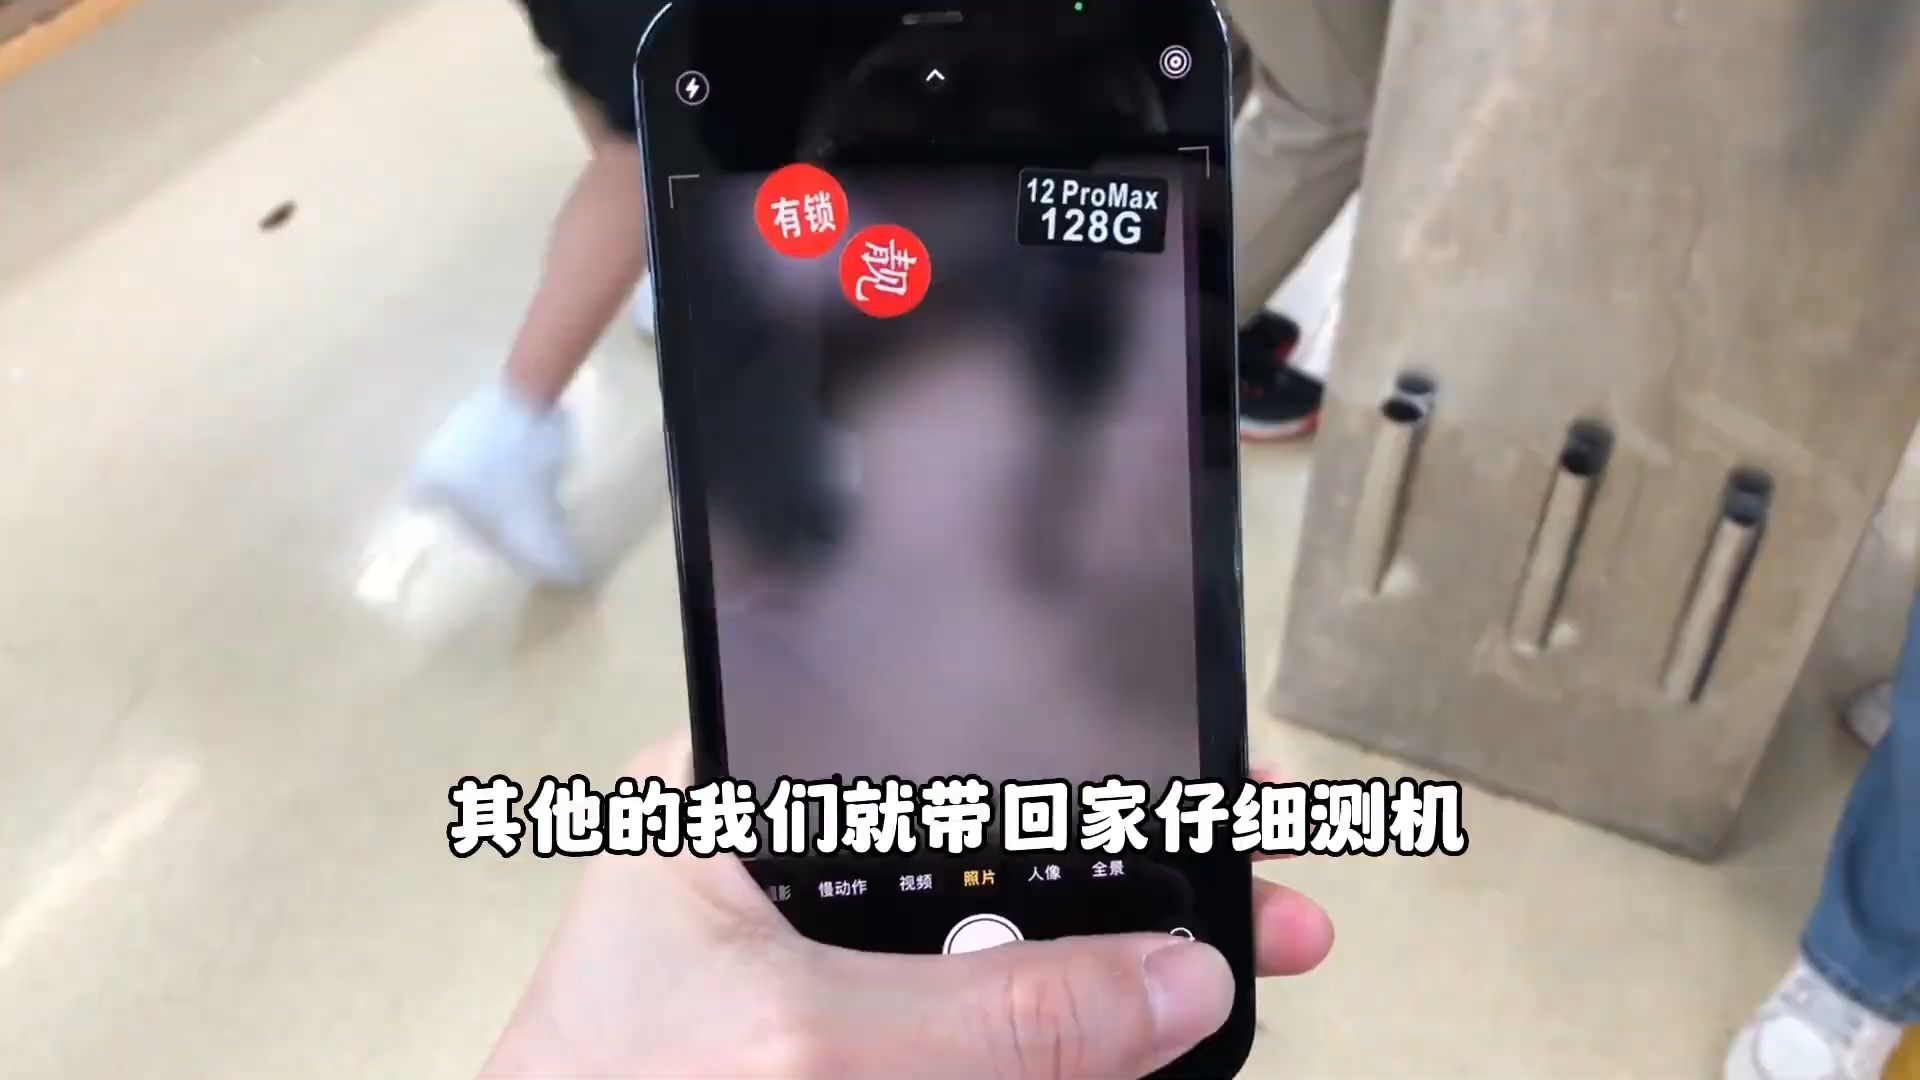 有锁
靓
12 ProMax
128G
其他的我们就带回家仔细测机
慢动作 视频 照片 人像 全景